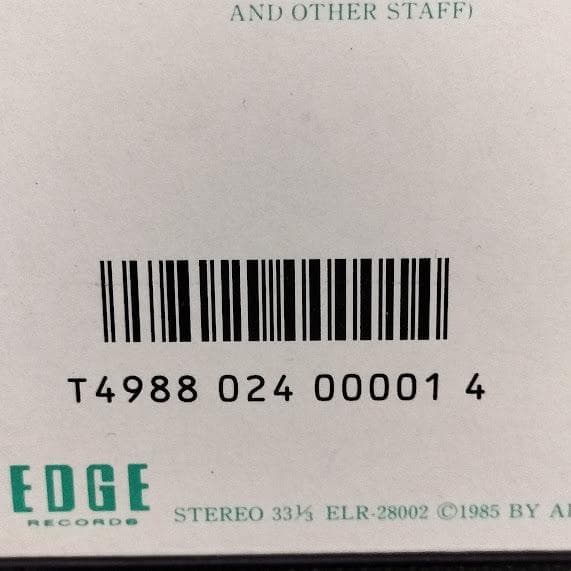 AND OTHER STAFF)
T4988 024 00001 4
EDGE
RECORDS
STEREO 33⅓ ELR-28002 ©1985 BY